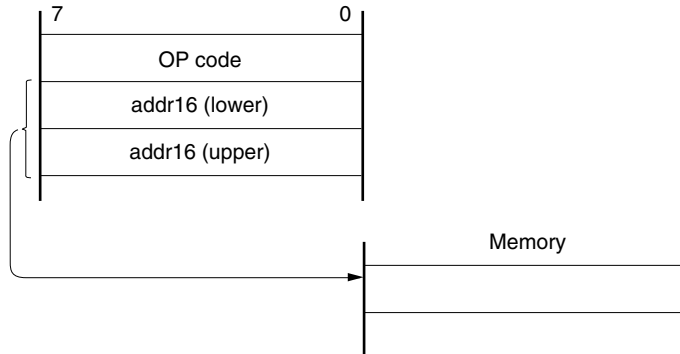 7 0
OP code
addr16 (lower)
addr16 (upper)
Memory